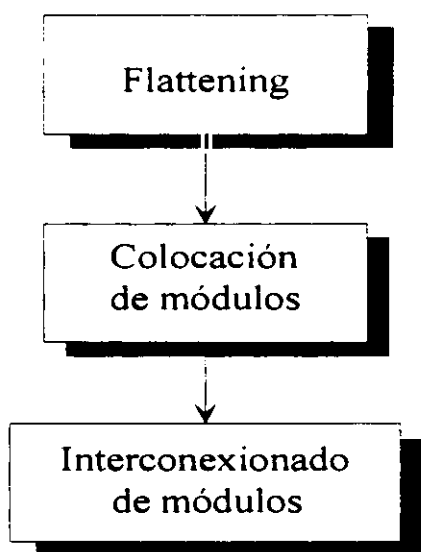 Flattening
Colocación
de módulos
Interconexionado
de módulos